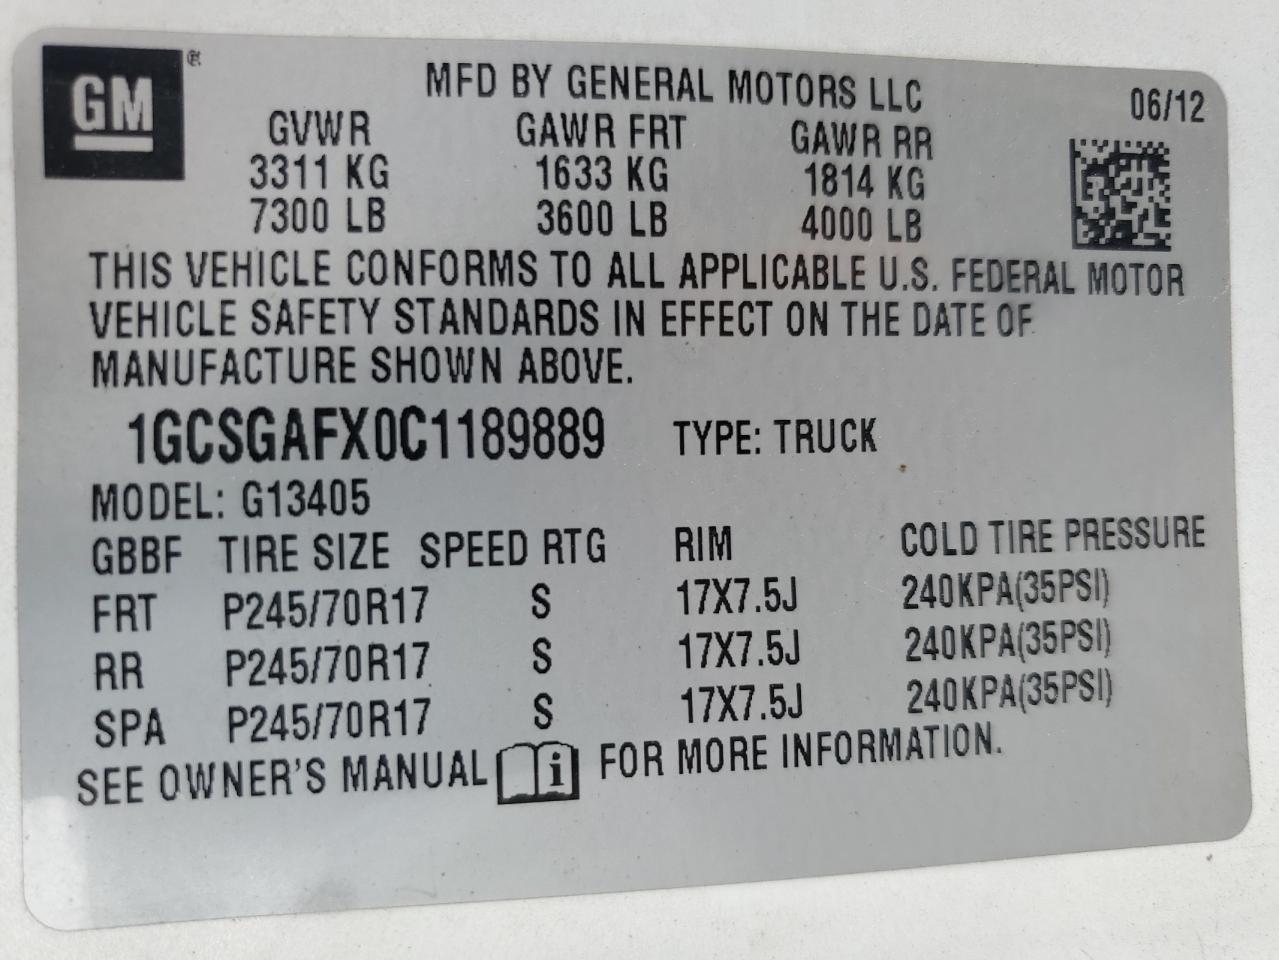 GM ®
MFD BY GENERAL MOTORS LLC 06/12
GVWR GAWR FRT GAWR RR
3311 KG 1633 KG 1814 KG
7300 LB 3600 LB 4000 LB
THIS VEHICLE CONFORMS TO ALL APPLICABLE U.S. FEDERAL MOTOR
VEHICLE SAFETY STANDARDS IN EFFECT ON THE DATE OF
MANUFACTURE SHOWN ABOVE.
1GCSGAFX0C1189889 TYPE: TRUCK
MODEL: G13405
GBBF TIRE SIZE SPEED RTG RIM COLD TIRE PRESSURE
FRT P245/70R17 S 17X7.5J 240KPA(35PSI)
RR P245/70R17 S 17X7.5J 240KPA(35PSI)
SPA P245/70R17 S 17X7.5J 240KPA(35PSI)
SEE OWNER'S MANUAL i FOR MORE INFORMATION.